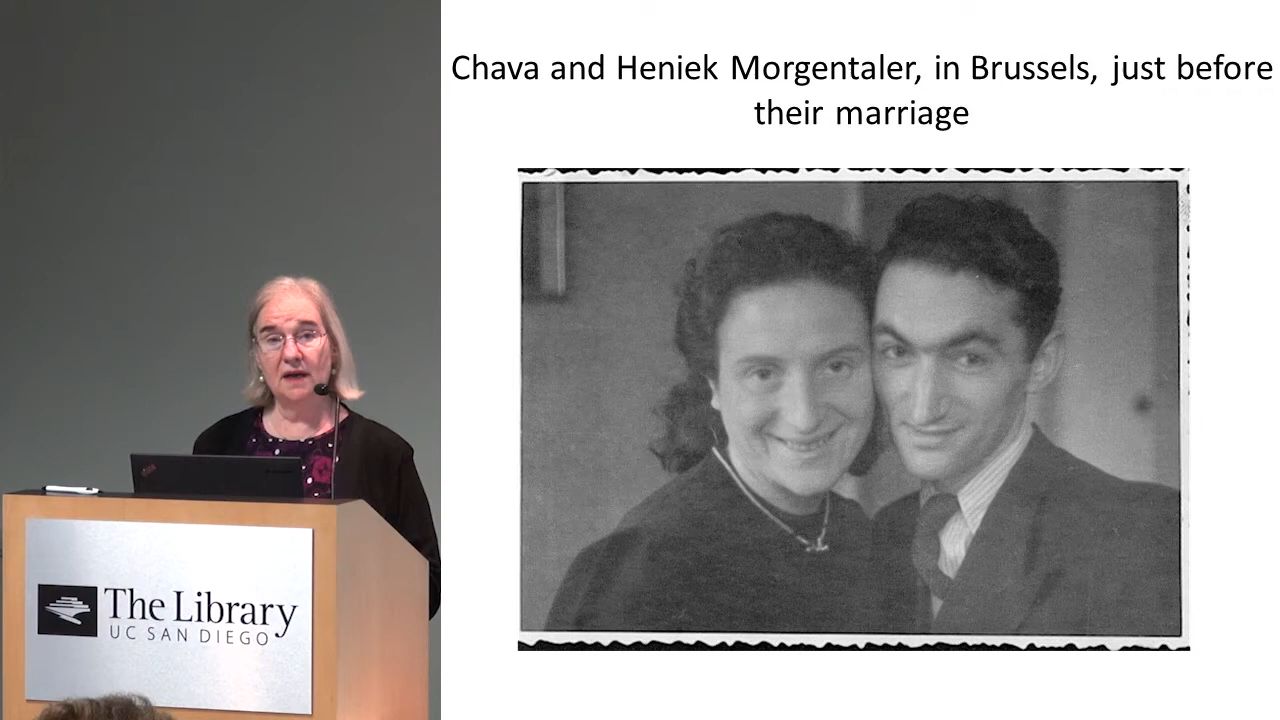 Chava and Heniek Morgentaler, in Brussels, just before
their marriage
The Library
UC SAN DIEGO